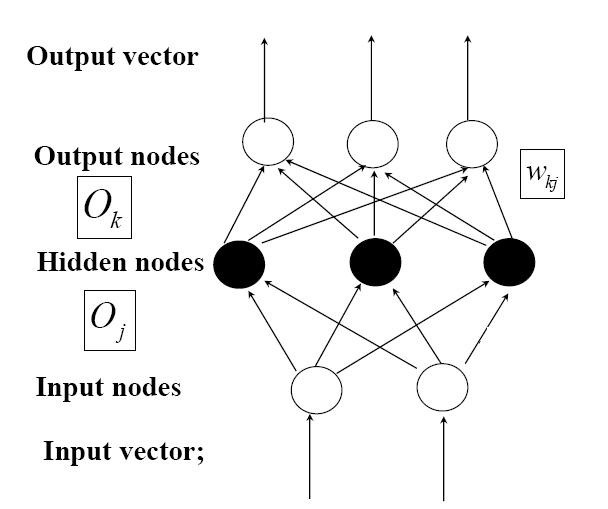 Output vector
Output nodes
w_kj
O_k
Hidden nodes
O_j
Input nodes
Input vector;